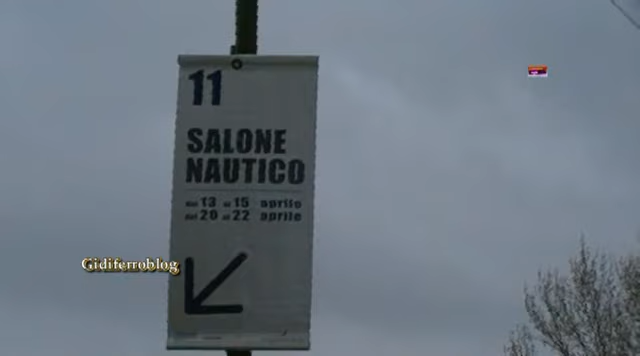 11
SALONE
NAUTICO
dal 13 al 15 aprile
dal 20 al 22 aprile
Gidiferroblog